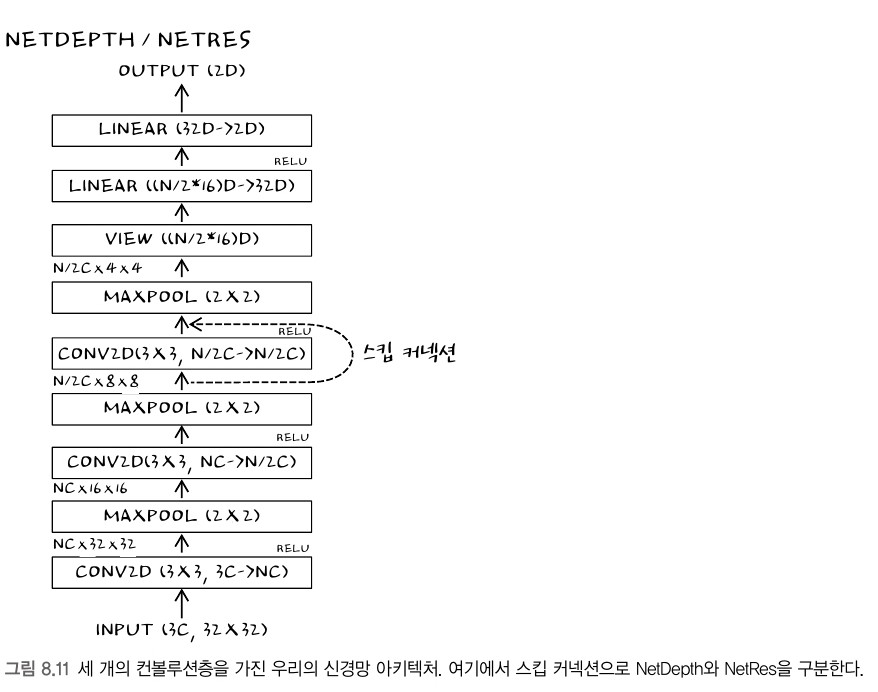 NETDEPTH / NETRES
OUTPUT (2D)
LINEAR (32D->2D)
RELU
LINEAR ((N/2*16)D->32D)
VIEW ((N/2*16)D)
N/2C x 4 x 4
MAXPOOL (2X2)
RELU
CONV2D(3X3, N/2C->N/2C)
스킵 커넥션
N/2C x 8 x 8
MAXPOOL (2X2)
RELU
CONV2D(3X3, NC->N/2C)
NC x 16 x 16
MAXPOOL (2X2)
NC x 32 x 32
RELU
CONV2D (3X3, 3C->NC)
INPUT (3C, 32X32)
그림 8.11 세 개의 컨볼루션층을 가진 우리의 신경망 아키텍처. 여기에서 스킵 커넥션으로 NetDepth와 NetRes을 구분한다.